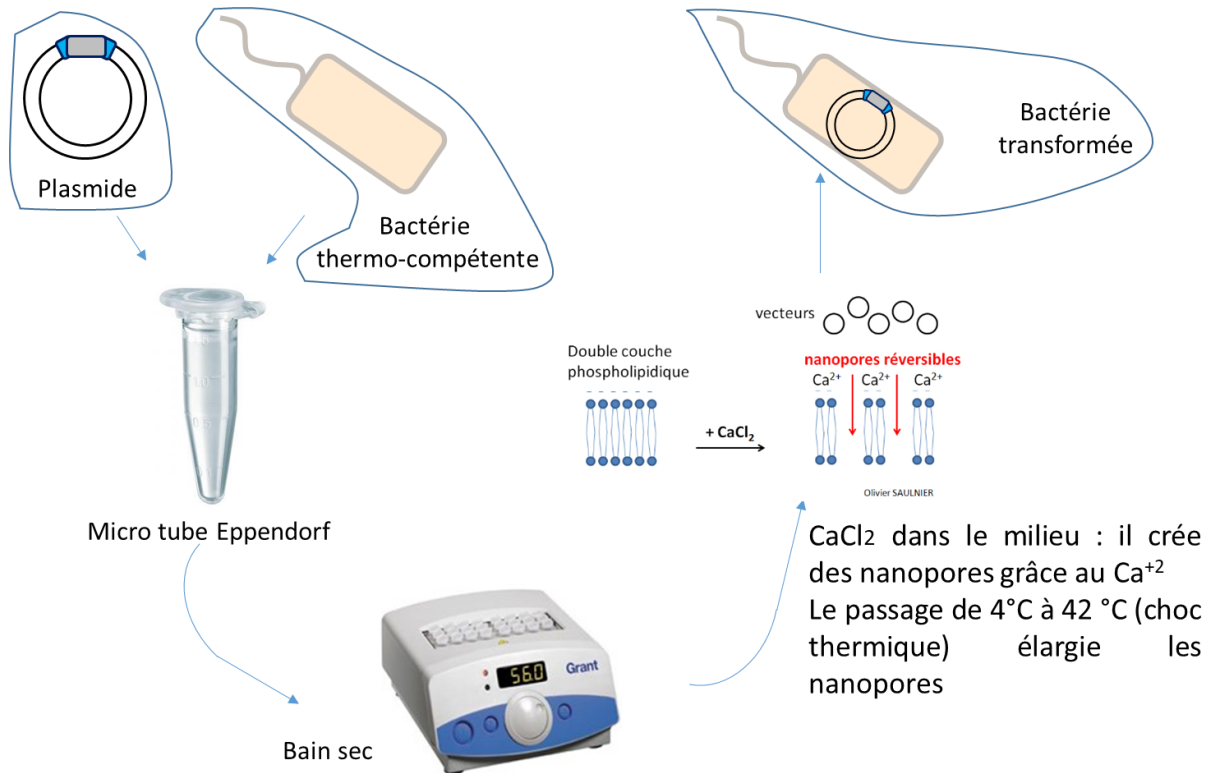 Plasmide
Bactérie
thermo-compétente
Bactérie
transformée
Micro tube Eppendorf
Double couche
phospholipidique
+ CaCl₂
vecteurs
nanopores réversibles
Ca²⁺ Ca²⁺ Ca²⁺
Olivier SAULNIER
CaCl2 dans le milieu : il crée
des nanopores grâce au Ca⁺²
Le passage de 4°C à 42 °C (choc
thermique) élargie les
nanopores
56.0
Grant
Bain sec